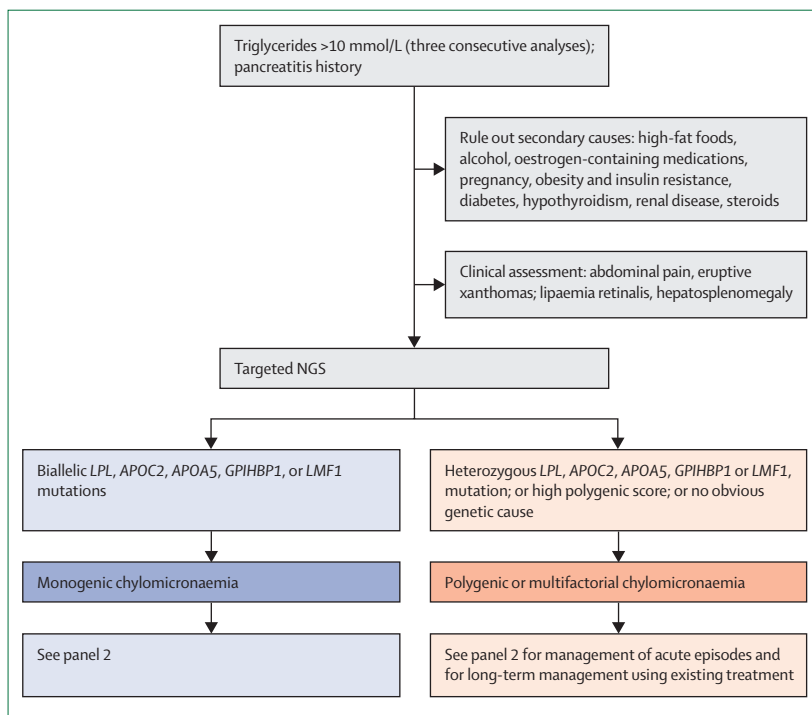 Triglycerides >10 mmol/L (three consecutive analyses);
pancreatitis history
Rule out secondary causes: high-fat foods,
alcohol, oestrogen-containing medications,
pregnancy, obesity and insulin resistance,
diabetes, hypothyroidism, renal disease, steroids
Clinical assessment: abdominal pain, eruptive
xanthomas; lipaemia retinalis, hepatosplenomegaly
Targeted NGS
Biallelic LPL, APOC2, APOA5, GPIHBP1, or LMF1
mutations
Heterozygous LPL, APOC2, APOA5, GPIHBP1 or LMF1,
mutation; or high polygenic score; or no obvious
genetic cause
Monogenic chylomicronaemia
Polygenic or multifactorial chylomicronaemia
See panel 2
See panel 2 for management of acute episodes and
for long-term management using existing treatment